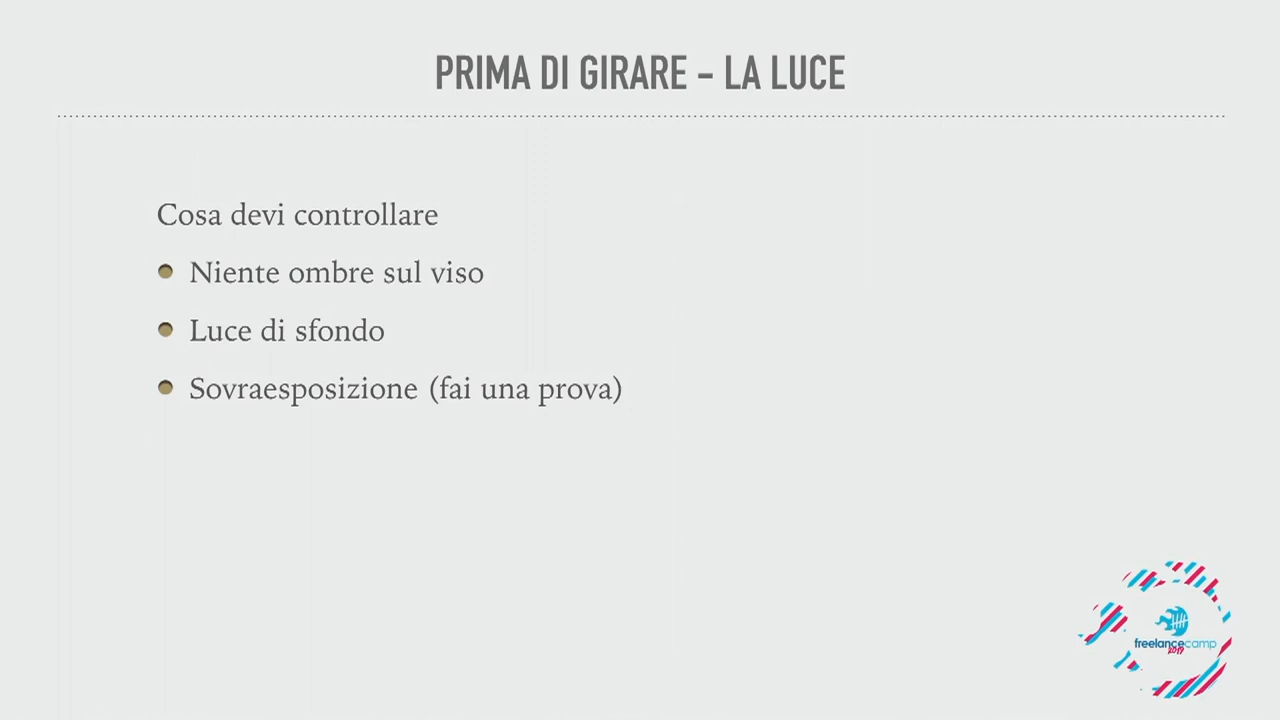 PRIMA DI GIRARE - LA LUCE
Cosa devi controllare
Niente ombre sul viso
Luce di sfondo
Sovraesposizione (fai una prova)
freelancecamp
2019